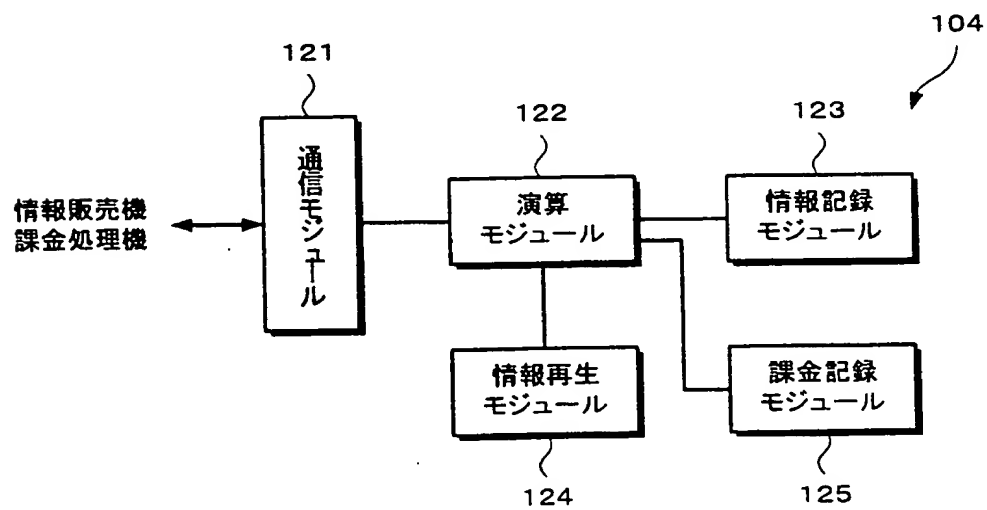 104
121
122
123
通信モジュール
情報販売機
課金処理機
演算
モジュール
情報記録
モジュール
情報再生
モジュール
課金記録
モジュール
124
125